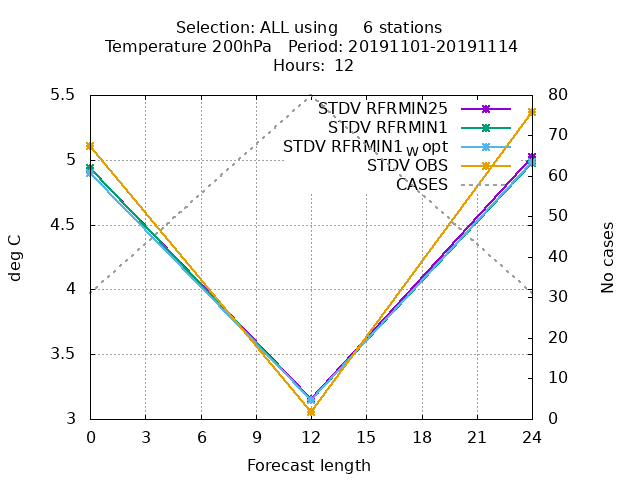 Selection: ALL using     6 stations
Temperature 200hPa   Period: 20191101-20191114
Hours: 12
5.5
5
4.5
4
3.5
3
80
70
60
50
40
30
20
10
0
STDV RFRMIN25
STDV RFRMIN1
STDV RFRMIN1_w opt
STDV OBS
CASES
deg C
No cases
0 3 6 9 12 15 18 21 24
Forecast length